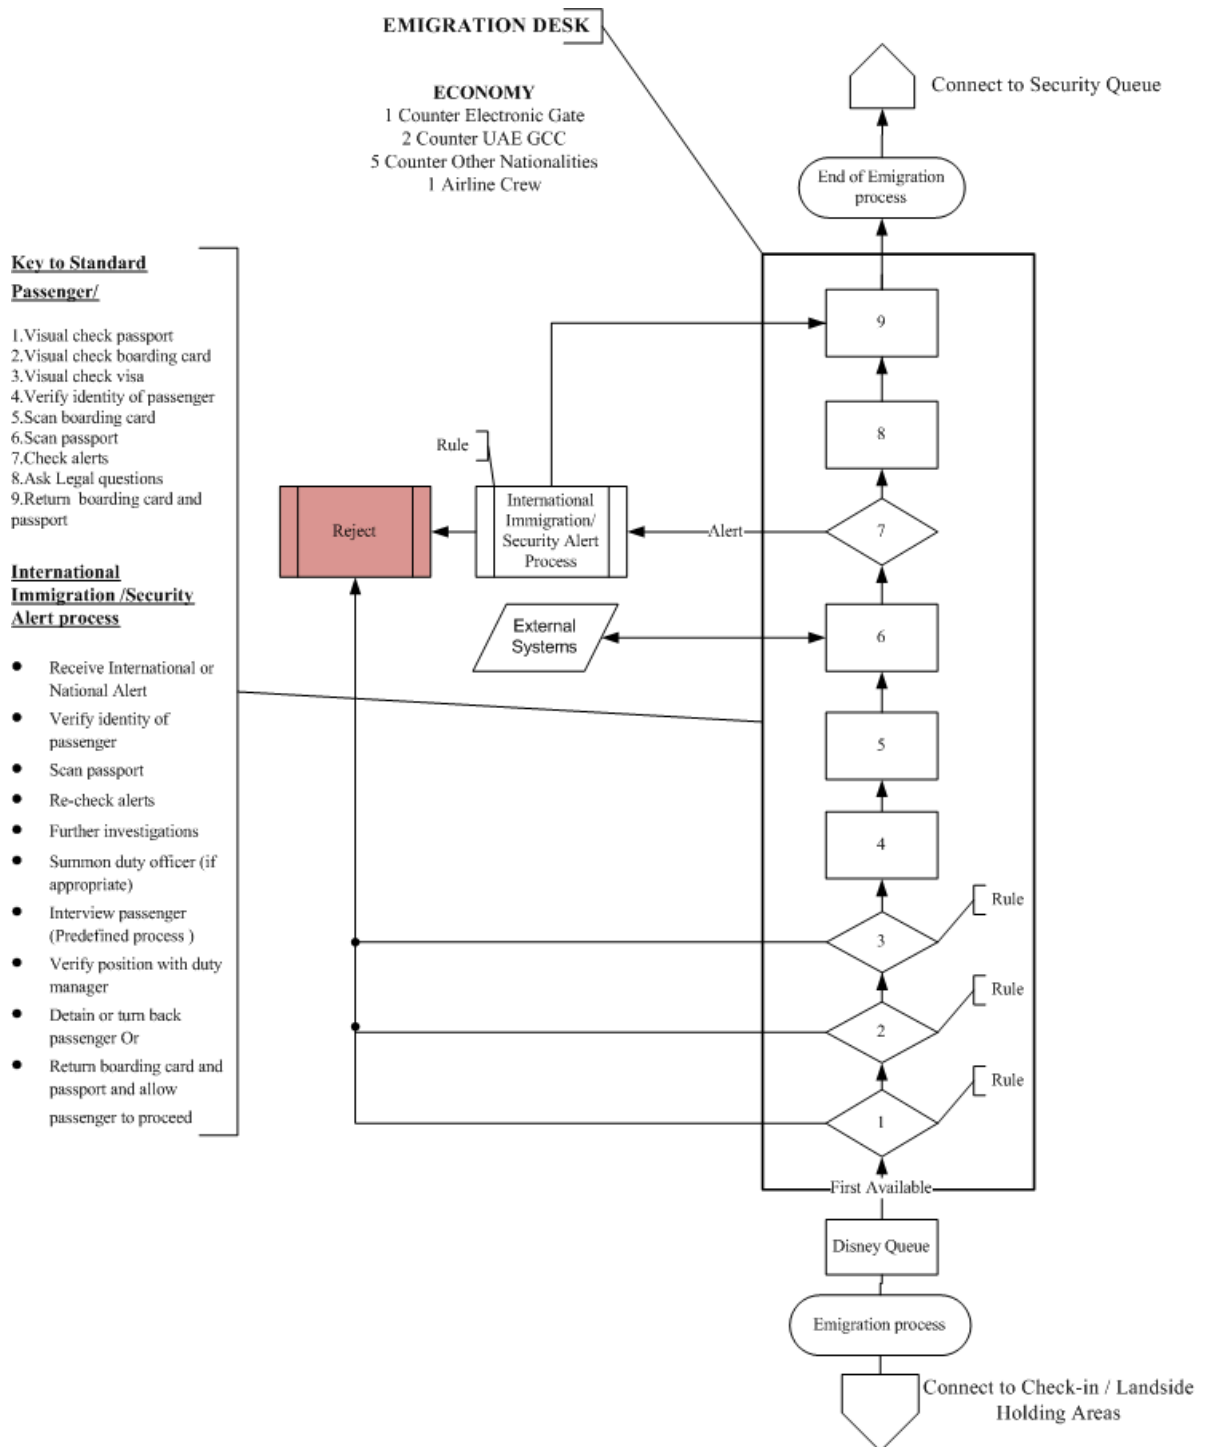 EMIGRATION DESK
ECONOMY
1 Counter Electronic Gate
2 Counter UAE GCC
5 Counter Other Nationalities
1 Airline Crew
Connect to Security Queue
End of Emigration
process
Key to Standard
Passenger/
1.Visual check passport
2.Visual check boarding card
3.Visual check visa
4.Verify identity of passenger
5.Scan boarding card
6.Scan passport
7.Check alerts
8.Ask Legal questions
9.Return boarding card and
passport
International
Immigration /Security
Alert process
● Receive International or
National Alert
● Verify identity of
passenger
● Scan passport
● Re-check alerts
● Further investigations
● Summon duty officer (if
appropriate)
● Interview passenger
(Predefined process )
● Verify position with duty
manager
● Detain or turn back
passenger Or
● Return boarding card and
passport and allow
passenger to proceed
9
8
Rule
Reject
International
Immigration/
Security Alert
Process
Alert
7
External
Systems
6
5
4
Rule
3
Rule
2
Rule
1
First Available
Disney Queue
Emigration process
Connect to Check-in / Landside
Holding Areas